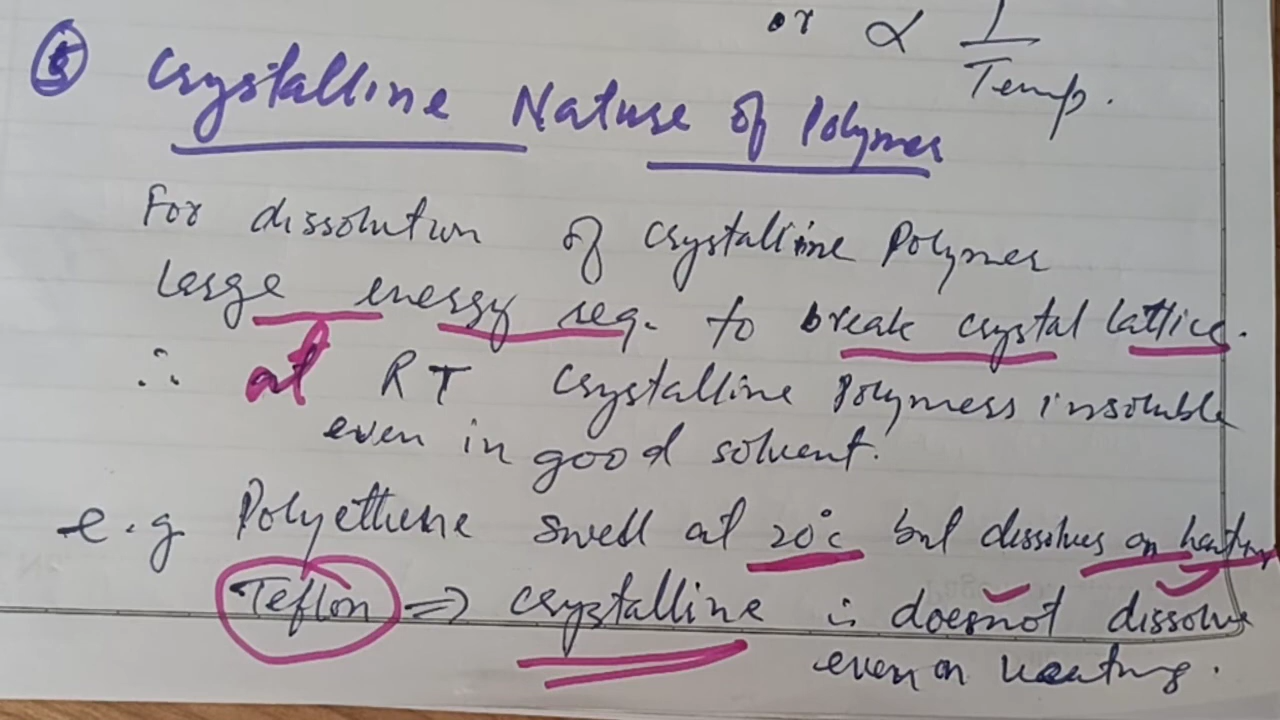 or ∝ 1/Temp.
⑤ Crystalline Nature of Polymer
For dissolution of crystalline Polymer
Large energy req. to break crystal lattice.
∴ at RT crystalline Polymers insoluble
even in good solvent.
e.g. Polyethene swell at 20°c but dissolves on heating
Teflon ⇒ crystalline ∴ doesnot dissolve
even on heating.